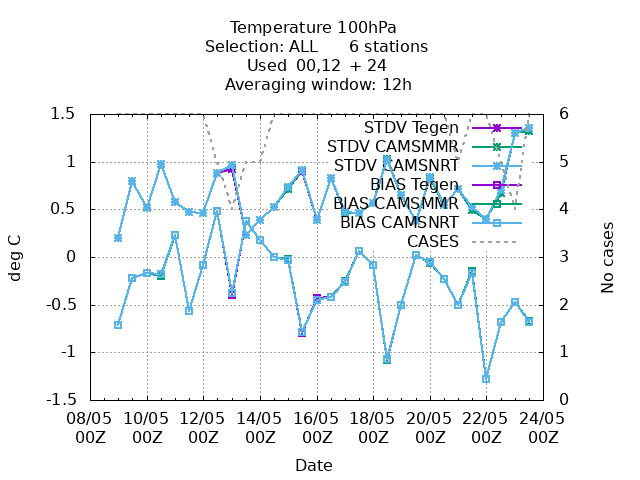 Temperature 100hPa
Selection: ALL      6 stations
Used  00,12  + 24
Averaging window: 12h
1.5
1
0.5
0
-0.5
-1
-1.5
deg C
6
5
4
3
2
1
0
No cases
STDV Tegen
STDV CAMSMMR
STDV CAMSNRT
BIAS Tegen
BIAS CAMSMMR
BIAS CAMSNRT
CASES
08/05 10/05 12/05 14/05 16/05 18/05 20/05 22/05 24/05
00Z 00Z 00Z 00Z 00Z 00Z 00Z 00Z 00Z
Date